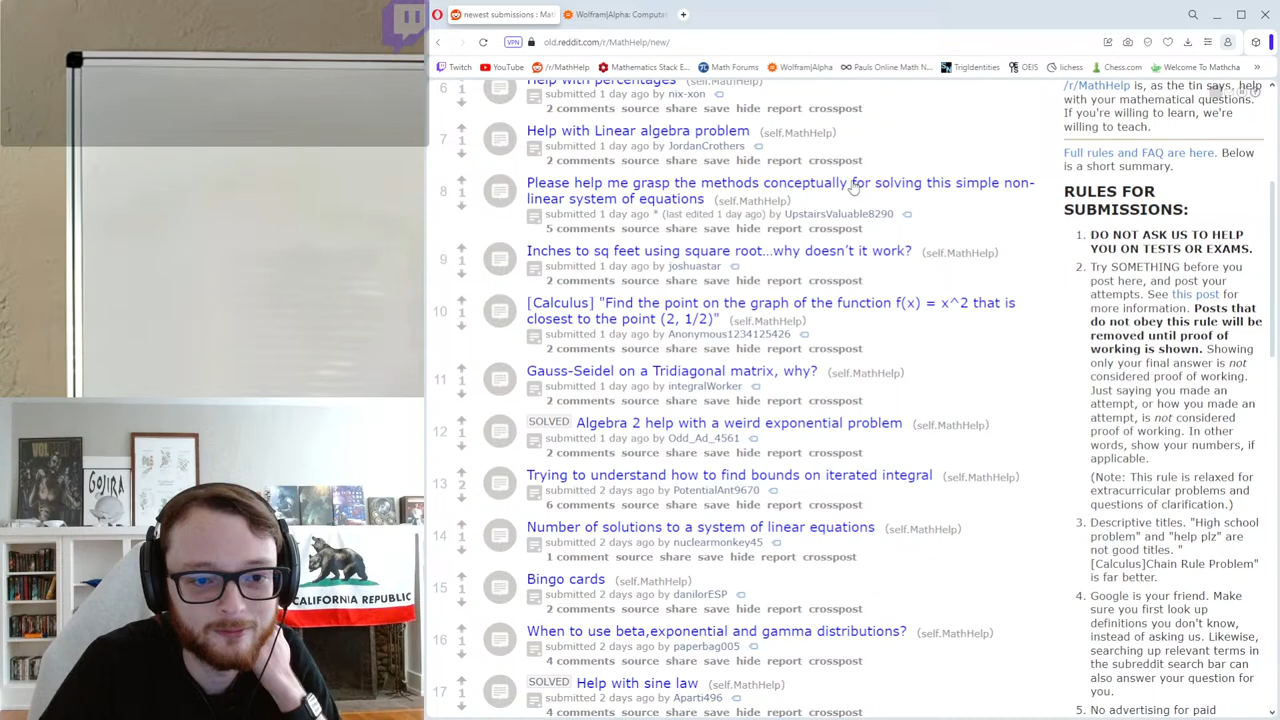 newest submissions : Mat
Wolfram|Alpha: Computat
VPN
old.reddit.com/r/MathHelp/new/
Twitch
YouTube
/r/MathHelp
Mathematics Stack E...
Math Forums
Wolfram|Alpha
Pauls Online Math N...
TrigIdentities
OEIS
lichess
Chess.com
Welcome To Mathcha
6
Help with percentages (self.MathHelp)
1 submitted 1 day ago by nix-xon
2 comments source share save hide report crosspost
7 Help with Linear algebra problem (self.MathHelp)
1 submitted 1 day ago by JordanCrothers
2 comments source share save hide report crosspost
8 Please help me grasp the methods conceptually for solving this simple non-
1 linear system of equations (self.MathHelp)
submitted 1 day ago * (last edited 1 day ago) by UpstairsValuable8290
5 comments source share save hide report crosspost
9 Inches to sq feet using square root...why doesn't it work? (self.MathHelp)
1 submitted 1 day ago by joshuastar
2 comments source share save hide report crosspost
10 [Calculus] "Find the point on the graph of the function f(x) = x^2 that is
1 closest to the point (2, 1/2)" (self.MathHelp)
submitted 1 day ago by Anonymous1234125426
2 comments source share save hide report crosspost
11 Gauss-Seidel on a Tridiagonal matrix, why? (self.MathHelp)
1 submitted 1 day ago by integralWorker
2 comments source share save hide report crosspost
12 SOLVED Algebra 2 help with a weird exponential problem (self.MathHelp)
1 submitted 1 day ago by Odd_Ad_4561
2 comments source share save hide report crosspost
13 Trying to understand how to find bounds on iterated integral (self.MathHelp)
2 submitted 2 days ago by PotentialAnt9670
6 comments source share save hide report crosspost
14 Number of solutions to a system of linear equations (self.MathHelp)
1 submitted 2 days ago by nuclearmonkey45
1 comment source share save hide report crosspost
15 Bingo cards (self.MathHelp)
1 submitted 2 days ago by danilorESP
2 comments source share save hide report crosspost
16 When to use beta,exponential and gamma distributions? (self.MathHelp)
1 submitted 2 days ago by paperbag005
4 comments source share save hide report crosspost
17 SOLVED Help with sine law (self.MathHelp)
1 submitted 2 days ago by Aparti496
4 comments source share save hide report crosspost
/r/MathHelp is, as the tin says, help
with your mathematical questions.
If you're willing to learn, we're
willing to teach.
Full rules and FAQ are here. Below
is a short summary.
RULES FOR
SUBMISSIONS:
1. DO NOT ASK US TO HELP
YOU ON TESTS OR EXAMS.
2. Try SOMETHING before you
post here, and post your
attempts. See this post for
more information. Posts that
do not obey this rule will be
removed until proof of
working is shown. Showing
only your final answer is not
considered proof of working.
Just saying you made an
attempt, or how you made an
attempt, is not considered
proof of working. In other
words, show your numbers, if
applicable.
(Note: This rule is relaxed for
extracurricular problems and
questions of clarification.)
3. Descriptive titles. "High school
problem" and "help plz" are
not good titles. "
[Calculus]Chain Rule Problem"
is far better.
4. Google is your friend. Make
sure you first look up
definitions you don't know,
instead of asking us. Likewise,
searching up relevant terms in
the subreddit search bar can
also answer your question for
you.
5. No advertising for paid
GOJIRA
CALIFORNIA REPUBLIC